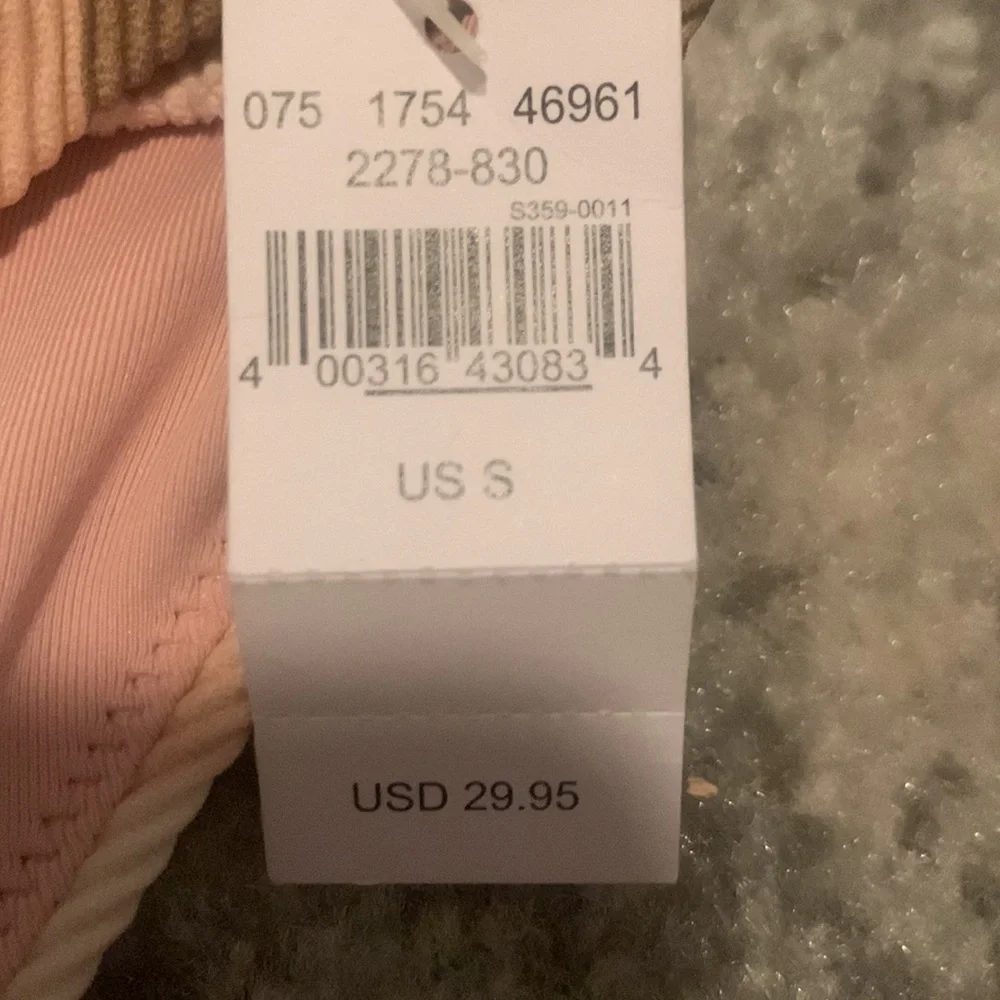 075 1754 46961
2278-830
S359-0011
4 00316 43083 4
US S
USD 29.95